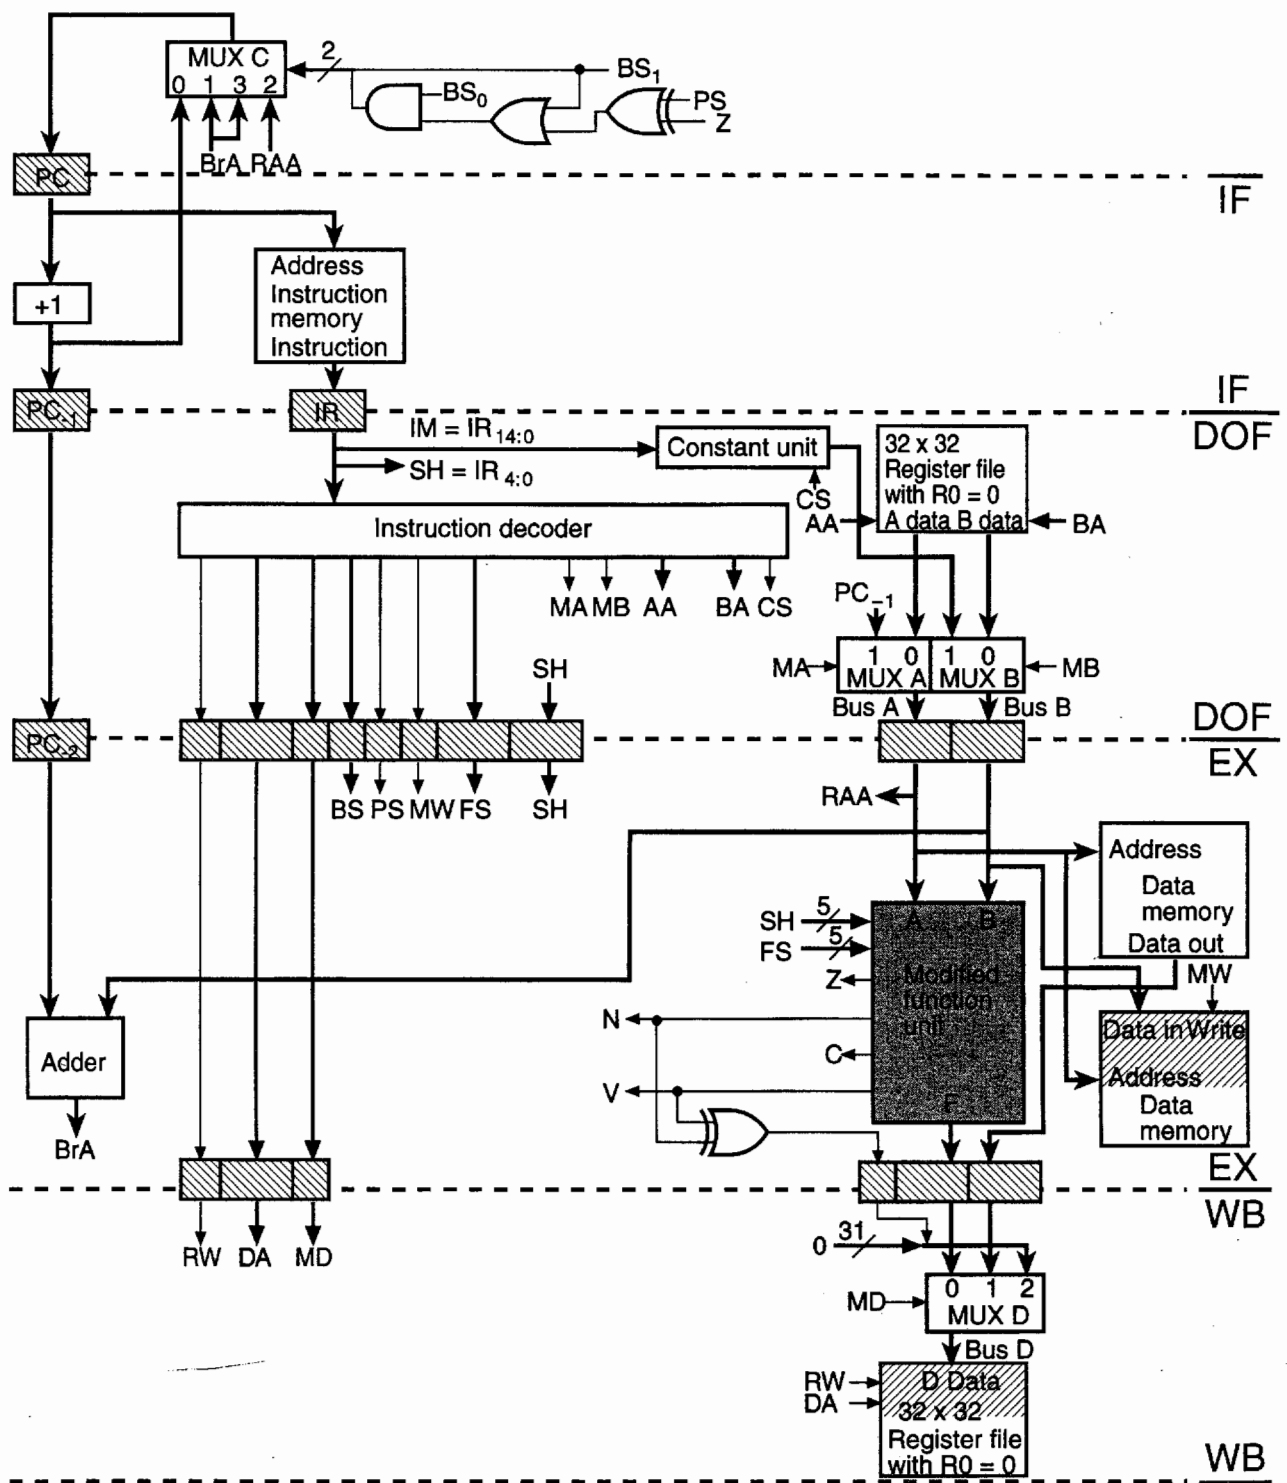 MUX C
0 1 3 2
2
BS1
BS0
PS
Z
BrA RAA
PC
IF
+1
Address
Instruction
memory
Instruction
PC-1
IR
IF
DOF
IM = IR14:0
SH = IR4:0
Constant unit
CS
32 x 32
Register file
with R0 = 0
A data B data
AA
BA
Instruction decoder
MA MB AA BA CS
PC-1
1 0 1 0
MUX A MUX B
MA
MB
Bus A
Bus B
SH
PC-2
DOF
EX
BS PS MW FS SH
RAA
Address
Data
memory
Data out
SH 5
FS 5
A B
Modified
function
unit
F
Z
N
C
V
MW
Data in Write
Address
Data
memory
Adder
BrA
EX
WB
RW DA MD
0 31
0 1 2
MUX D
MD
Bus D
RW
DA
D Data
32 x 32
Register file
with R0 = 0
WB